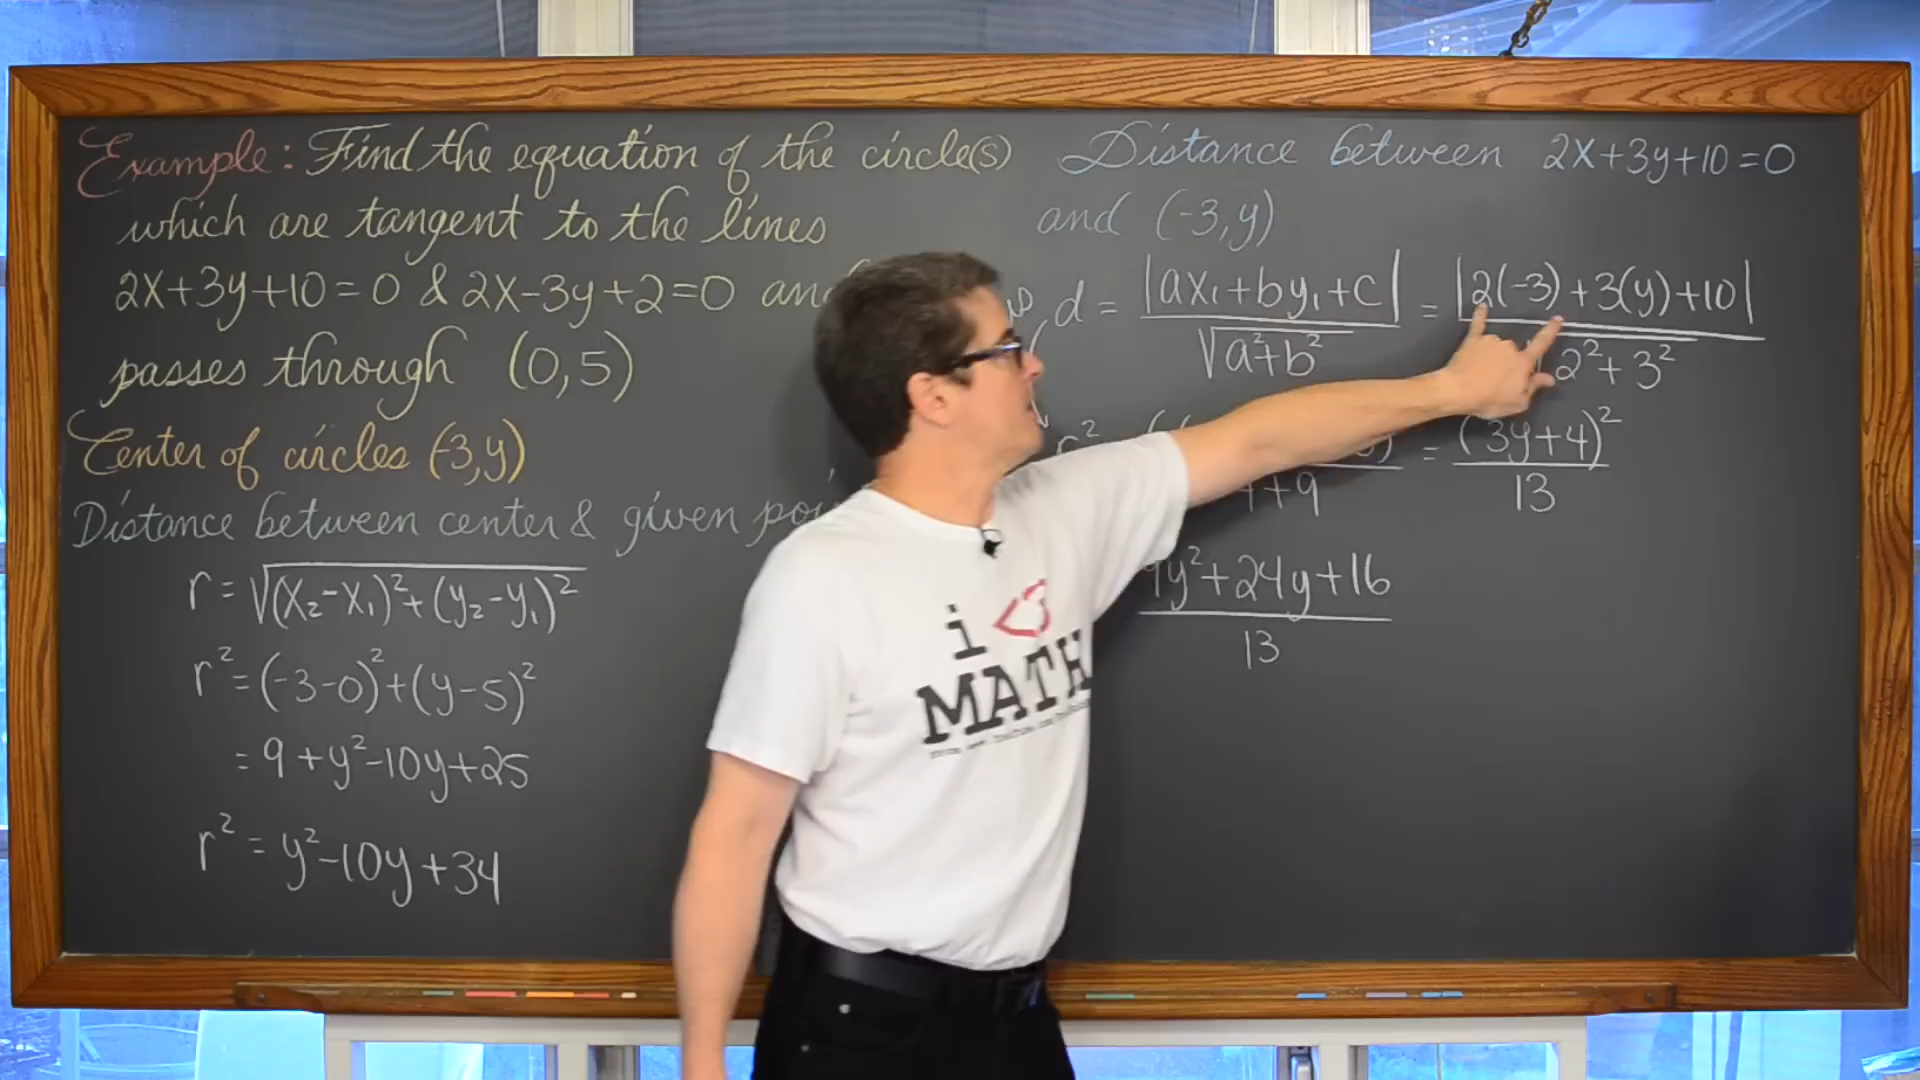 Example: Find the equation of the circle(s)
which are tangent to the lines
2x+3y+10=0 & 2x-3y+2=0 and
passes through (0,5)
Center of circles (-3,y)
Distance between center & given
r=√(x₂-x₁)²+(y₂-y₁)²
r²=(-3-0)²+(y-5)²
=9+y²-10y+25
r²=y²-10y+34
Distance between 2x+3y+10=0
and (-3,y)
d=|ax₁+by₁+c|/√a²+b² = |2(-3)+3(y)+10|/2²+3²
r² = (3y+4)²/13
9y²+24y+16
13
i
MATH